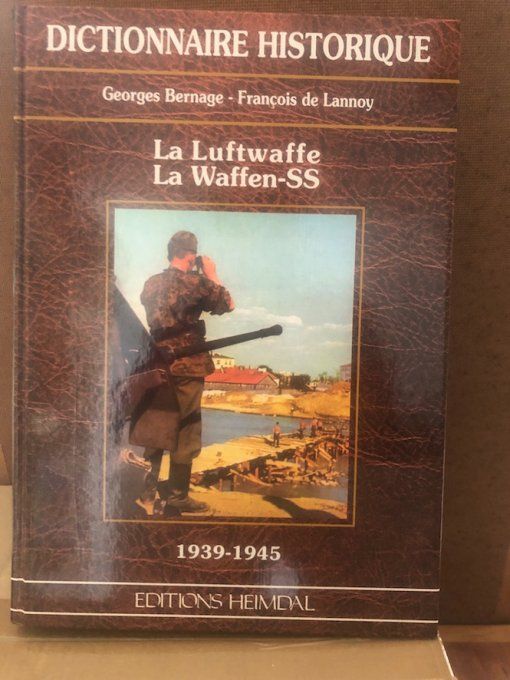 DICTIONNAIRE HISTORIQUE
Georges Bernage - François de Lannoy
La Luftwaffe
La Waffen-SS
1939-1945
EDITIONS HEIMDAL